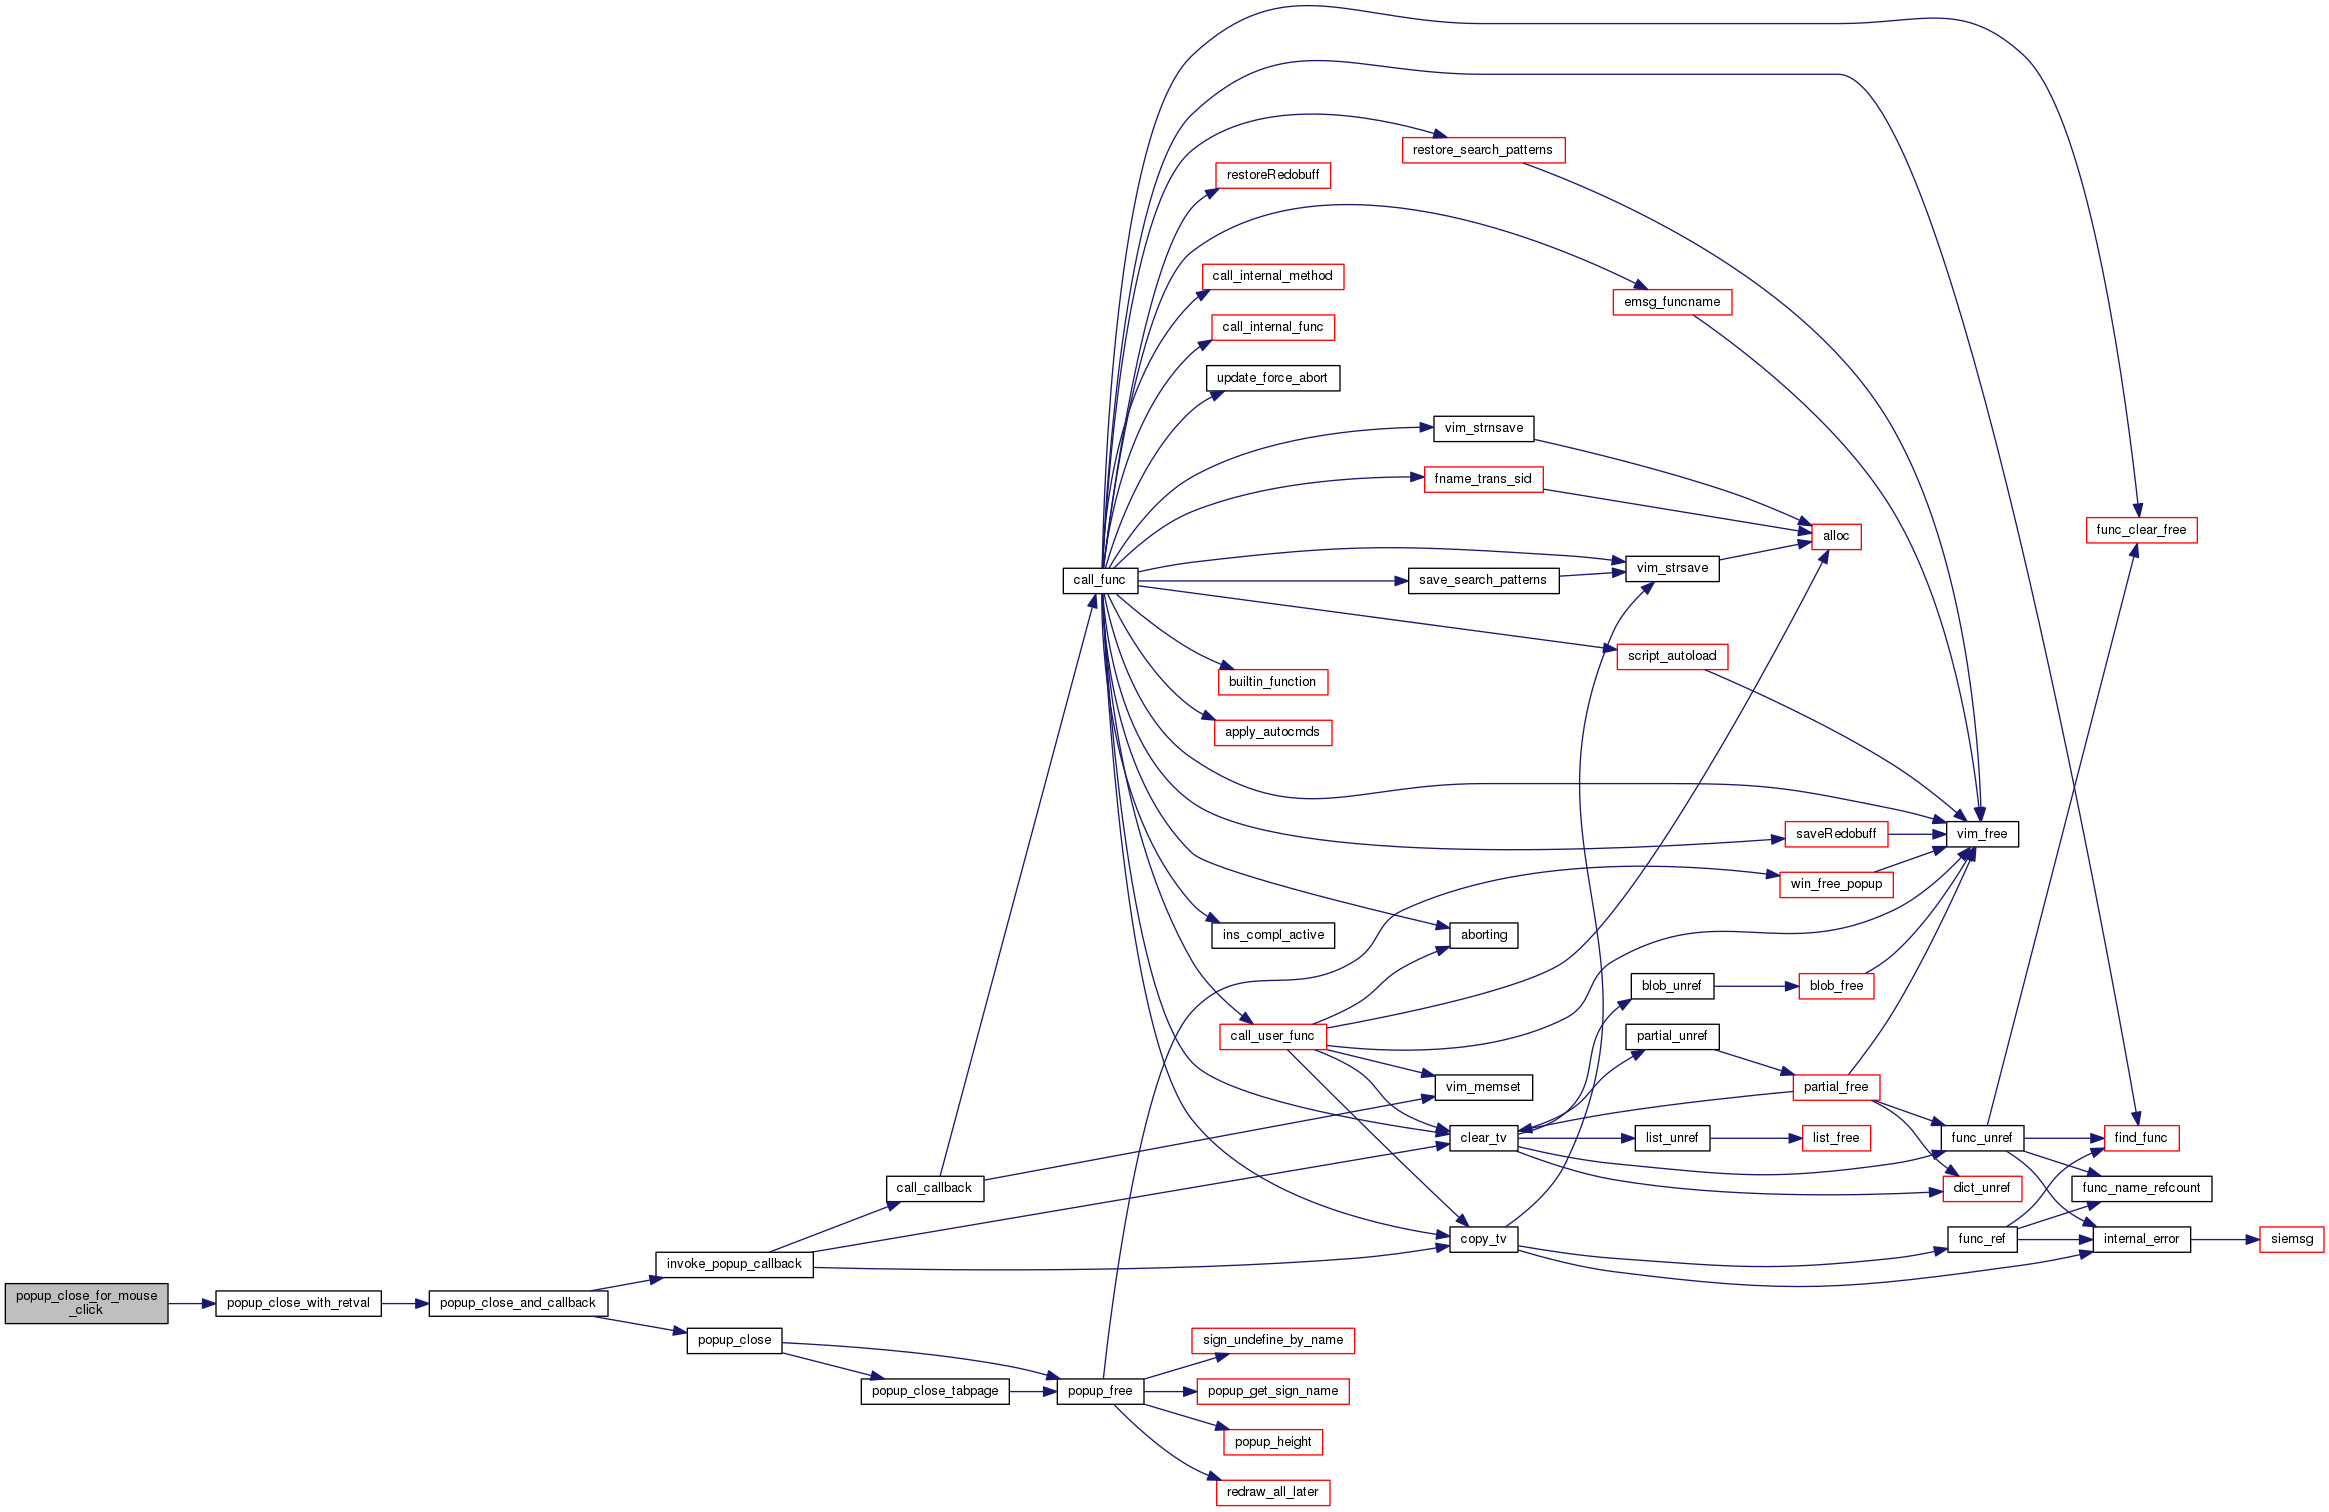 popup_close_for_mouse
_click
popup_close_with_retval
popup_close_and_callback
invoke_popup_callback
popup_close
call_callback
popup_close_tabpage
call_func
popup_free
restoreRedobuff
call_internal_method
call_internal_func
update_force_abort
builtin_function
apply_autocmds
ins_compl_active
call_user_func
sign_undefine_by_name
popup_get_sign_name
popup_height
redraw_all_later
restore_search_patterns
vim_strnsave
fname_trans_sid
save_search_patterns
aborting
vim_memset
clear_tv
copy_tv
emsg_funcname
vim_strsave
script_autoload
blob_unref
partial_unref
list_unref
alloc
saveRedobuff
win_free_popup
blob_free
partial_free
list_free
vim_free
func_unref
dict_unref
func_ref
func_clear_free
find_func
func_name_refcount
internal_error
siemsg